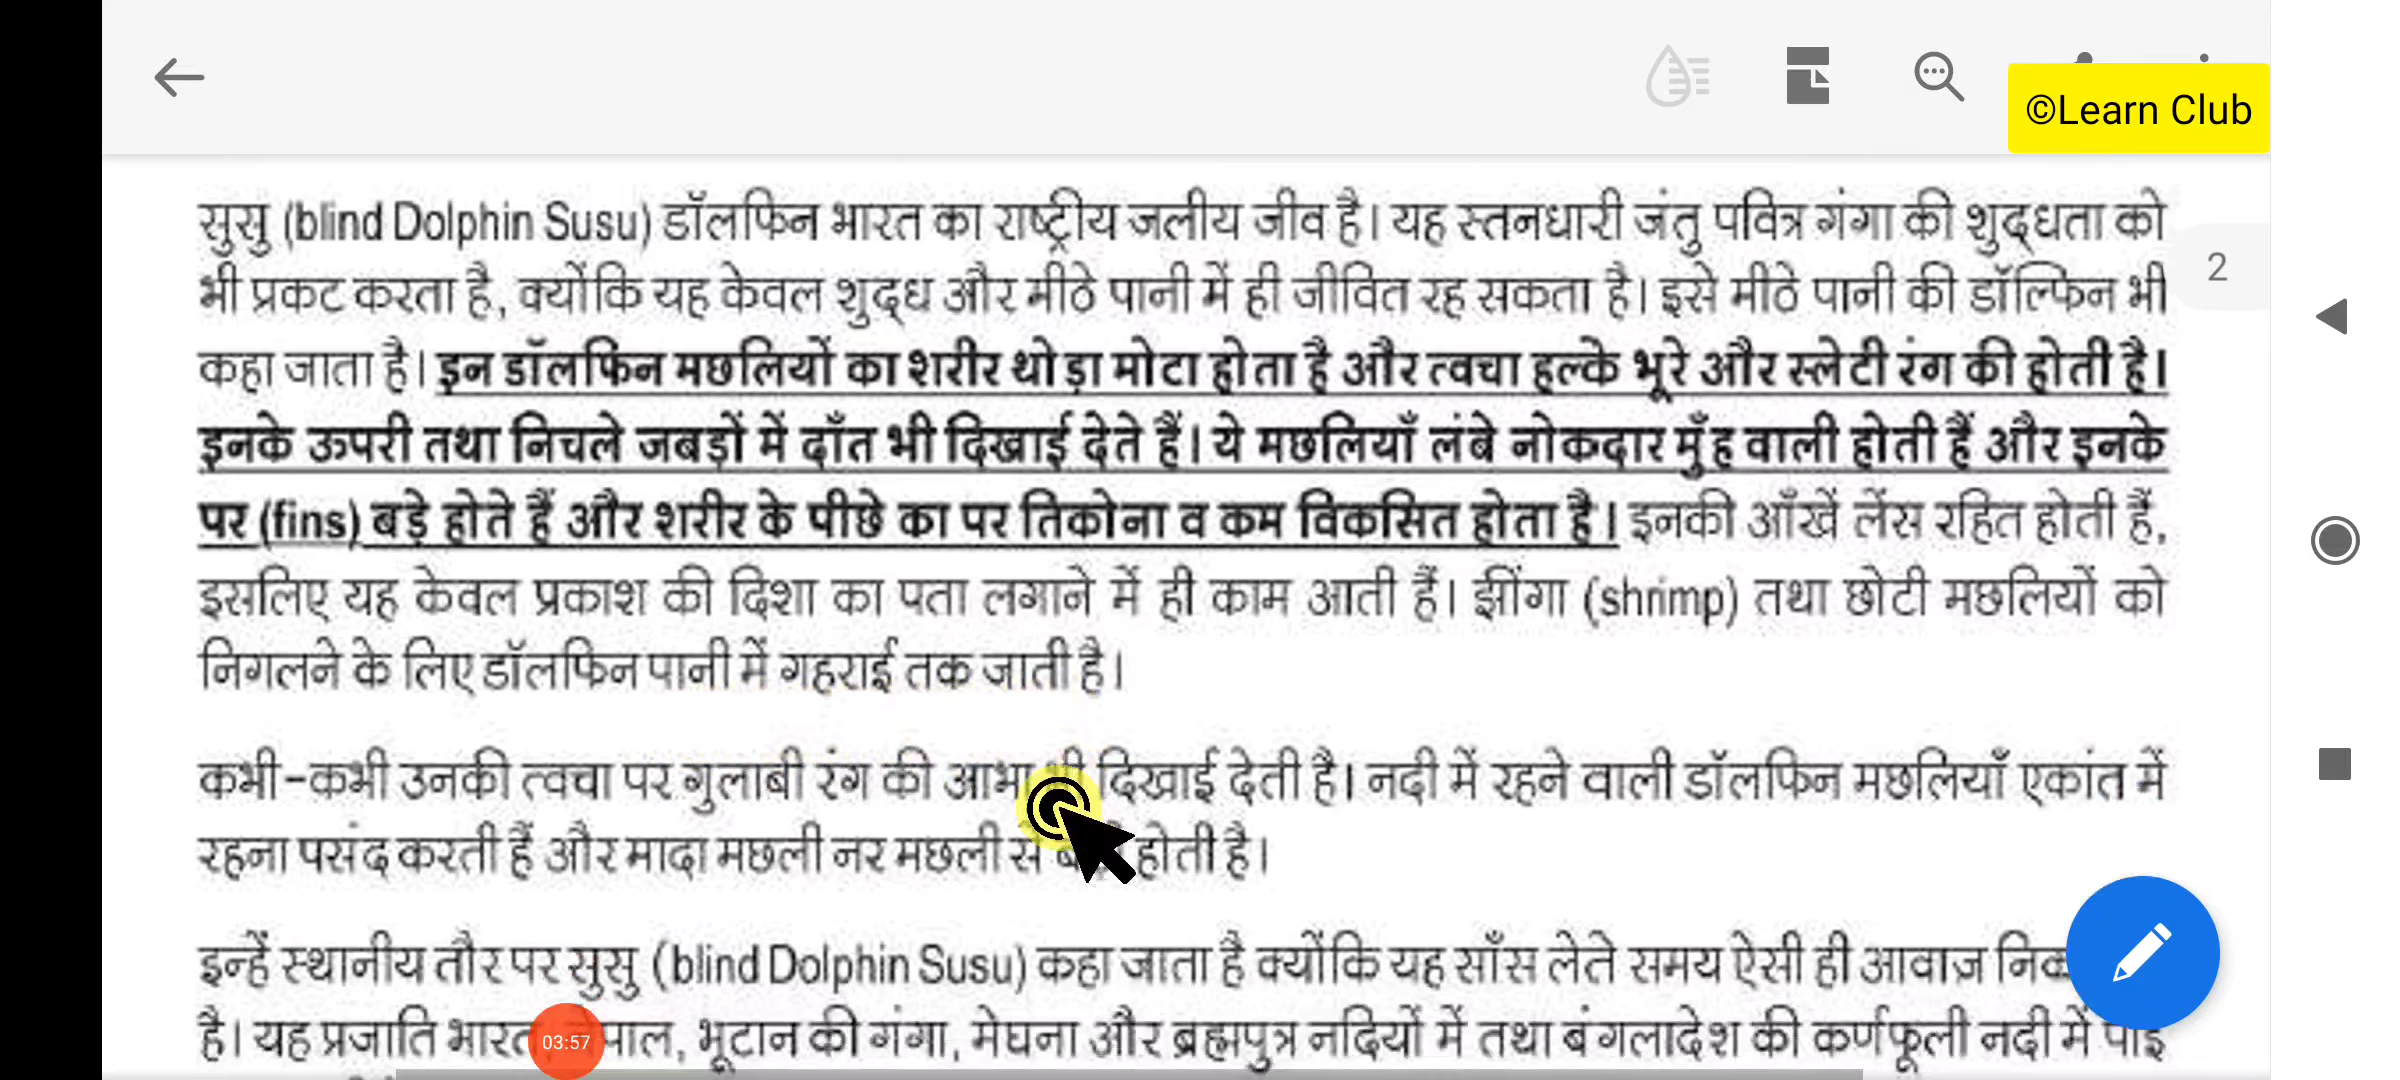 ©Learn Club
सुसु (blind Dolphin Susu) डॉलफिन भारत का राष्ट्रीय जलीय जीव है। यह स्तनधारी जंतु पवित्र गंगा की शुद्धता को
2
भी प्रकट करता है, क्योंकि यह केवल शुद्ध और मीठे पानी में ही जीवित रह सकता है। इसे मीठे पानी की डॉल्फिन भी
कहा जाता है। इन डॉलफिन मछलियों का शरीर थोड़ा मोटा होता है और त्वचा हल्के भूरे और स्लेटी रंग की होती है।
इनके ऊपरी तथा निचले जबड़ों में दाँत भी दिखाई देते हैं। ये मछलियाँ लंबे नोकदार मुँह वाली होती हैं और इनके
पर (fins) बड़े होते हैं और शरीर के पीछे का पर तिकोना व कम विकसित होता है। इनकी आँखें लेंस रहित होती हैं,
इसलिए यह केवल प्रकाश की दिशा का पता लगाने में ही काम आती हैं। झींगा (shrimp) तथा छोटी मछलियों को
निगलने के लिए डॉलफिन पानी में गहराई तक जाती है।
कभी-कभी उनकी त्वचा पर गुलाबी रंग की आभा दिखाई देती है। नदी में रहने वाली डॉलफिन मछलियाँ एकांत में
रहना पसंद करती हैं और मादा मछली नर मछली से होती है।
इन्हें स्थानीय तौर पर सुसु (blind Dolphin Susu) कहा जाता है क्योंकि यह साँस लेते समय ऐसी ही आवाज़
है। यह प्रजाति भारत, भूटान की गंगा, मेघना और ब्रह्मपुत्र नदियों में तथा बंगलादेश की कर्णफूली नदी में पाई
03:57